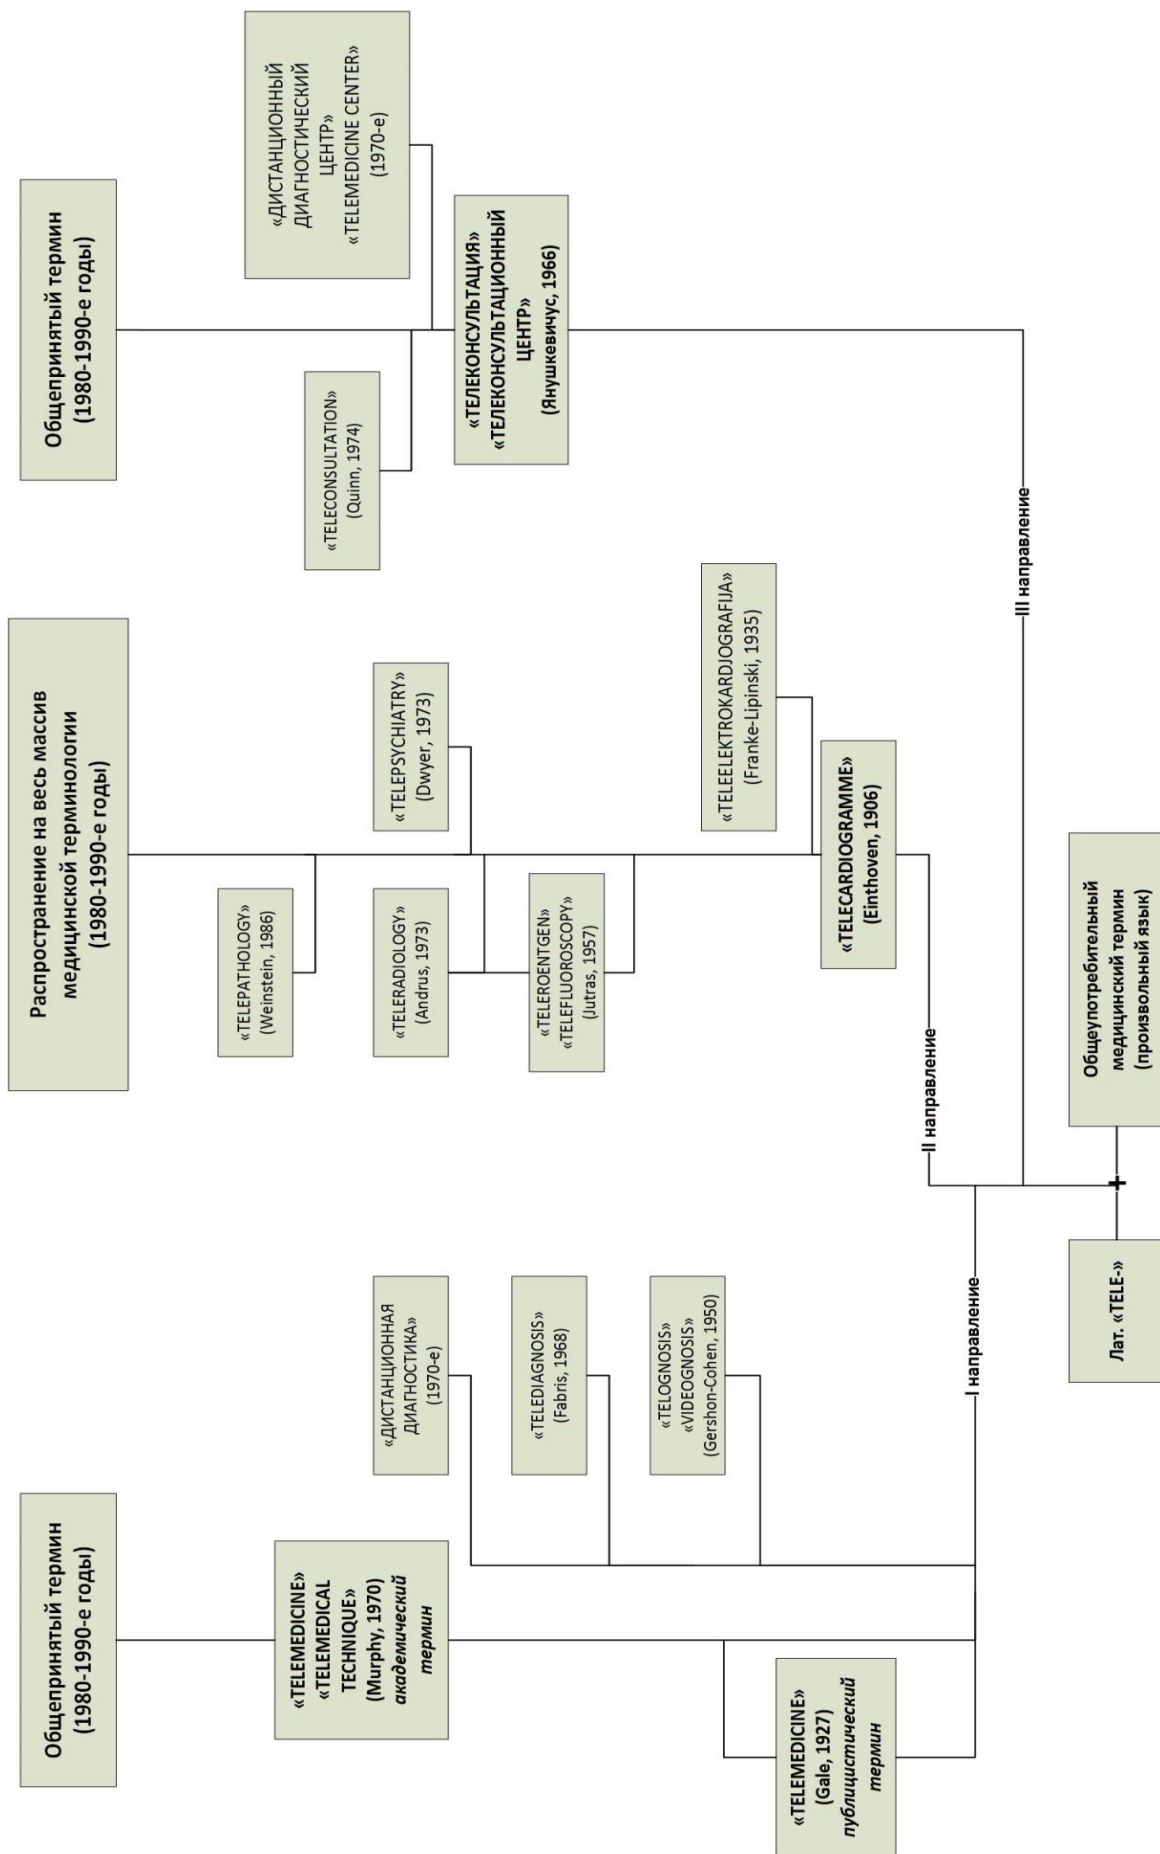 Общепринятый термин
(1980-1990-е годы)
Распространение на весь массив
медицинской терминологии
(1980-1990-е годы)
Общепринятый термин
(1980-1990-е годы)
«TELEMEDICINE»
«TELEMEDICAL
TECHNIQUE»
(Murphy, 1970)
академический
термин
«ДИСТАНЦИОННАЯ
ДИАГНОСТИКА»
(1970-е)
«TELEDIAGNOSIS»
(Fabris, 1968)
«TELOGNOSIS»
«VIDEOGNOSIS»
(Gershon-Cohen, 1950)
«TELEMEDICINE»
(Gale, 1927)
публицистический
термин
I направление
«TELEPATHOLOGY»
(Weinstein, 1986)
«TELEPSYCHIATRY»
(Dwyer, 1973)
«TELERADIOLOGY»
(Andrus, 1973)
«TELEROENTGEN»
«TELEFLUOROSCOPY»
(Jutras, 1957)
«TELEELEKTROKARDJOGRAFIJA»
(Franke-Lipinski, 1935)
«TELECARDIOGRAMME»
(Einthoven, 1906)
II направление
«ДИСТАНЦИОННЫЙ
ДИАГНОСТИЧЕСКИЙ
ЦЕНТР»
«TELEMEDICINE CENTER»
(1970-е)
«TELECONSULTATION»
(Quinn, 1974)
«ТЕЛЕКОНСУЛЬТАЦИЯ»
«ТЕЛЕКОНСУЛЬТАЦИОННЫЙ
ЦЕНТР»
(Янушкевичус, 1966)
III направление
Лат. «TELE-»
+
Общеупотребительный
медицинский термин
(произвольный язык)